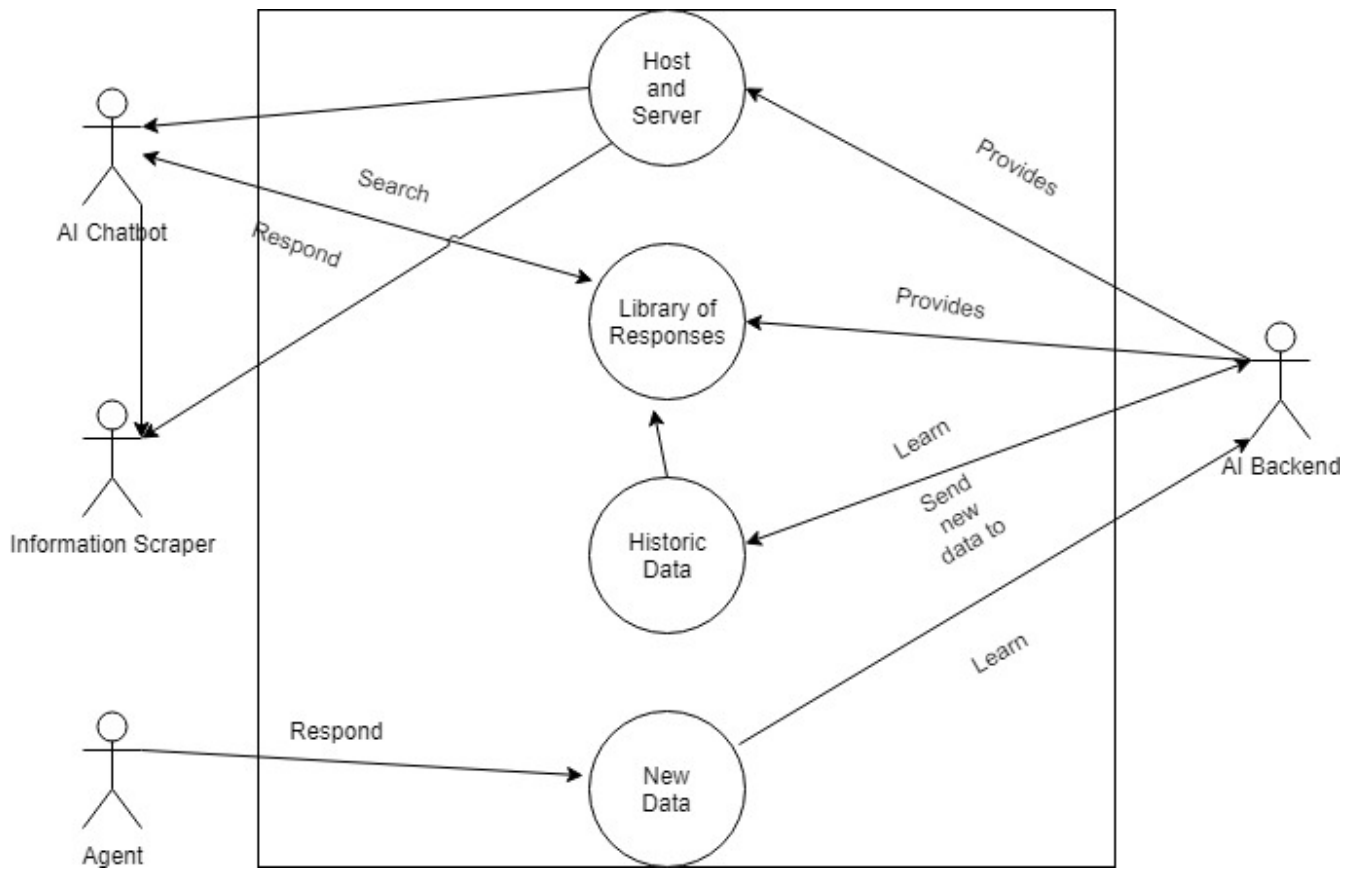 Host
and
Server
Provides
Search
AI Chatbot
Respond
Library of
Responses
Provides
Learn
AI Backend
Send
new
data to
Information Scraper
Historic
Data
Learn
Respond
New
Data
Agent